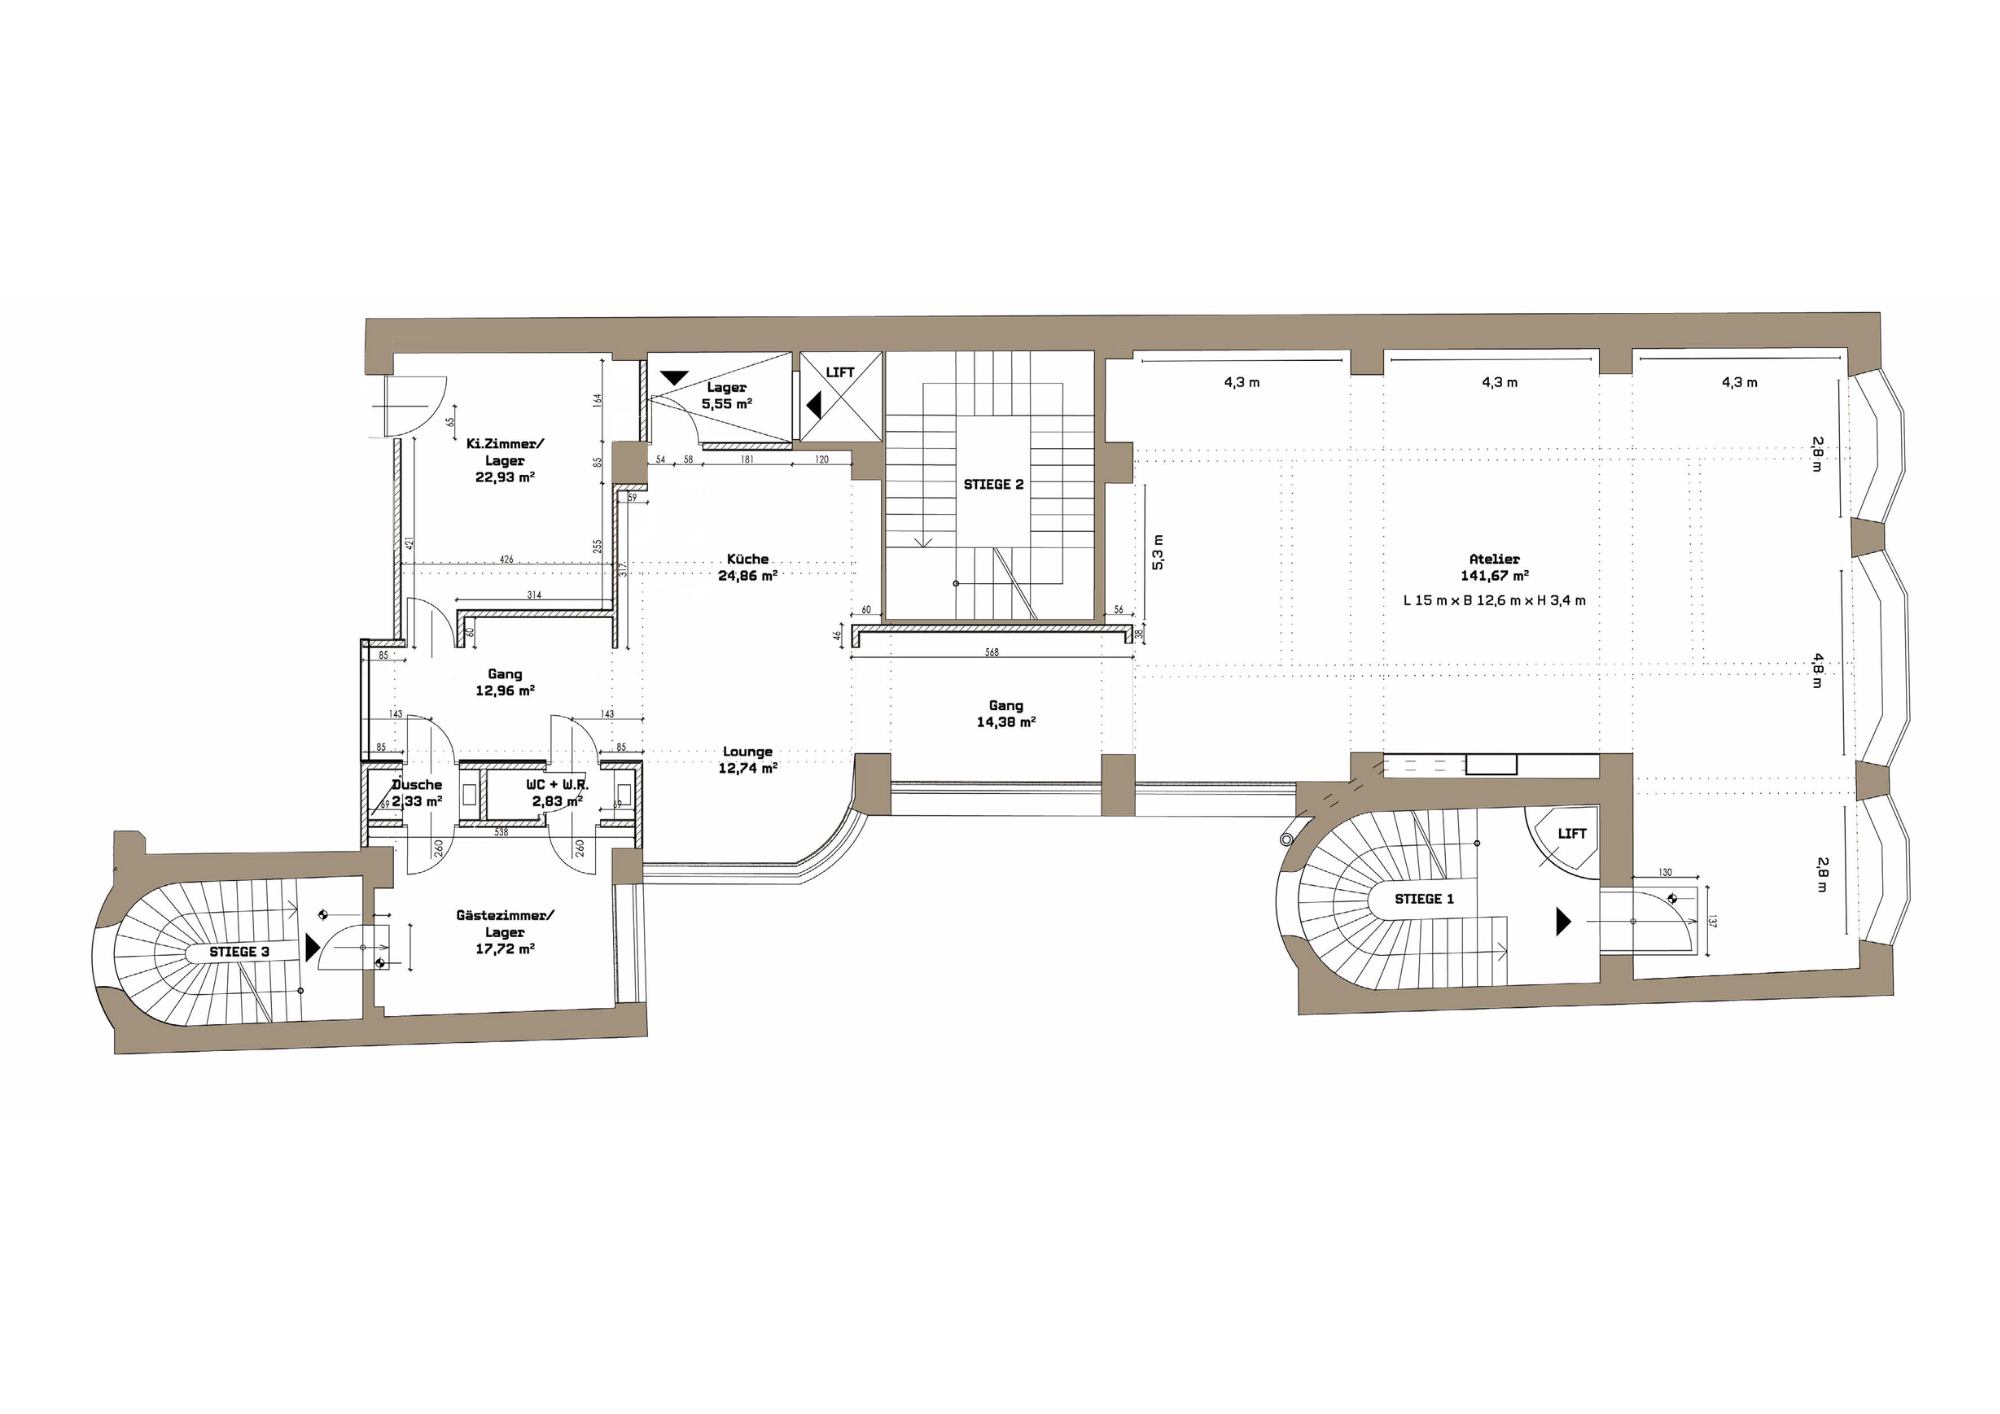 4,3 m
4,3 m
4,3 m
LIFT
Lager
5,55 m²
164
65
Ki.Zimmer/
Lager
22,93 m²
85
54
58
181
120
59
2,8 m
STIEGE 2
421
426
255
317
Küche
24,86 m²
5,3 m
Atelier
141,67 m²
L 15 m x B 12,6 m x H 3,4 m
314
60
60
56
46
38
85
568
4,8 m
Gang
12,96 m²
Gang
14,38 m²
143
143
85
85
Lounge
12,74 m²
Dusche
2,33 m²
69
WC + W.R.
2,83 m²
69
538
260
260
LIFT
2,8 m
130
137
STIEGE 1
Gästezimmer/
Lager
17,72 m²
STIEGE 3